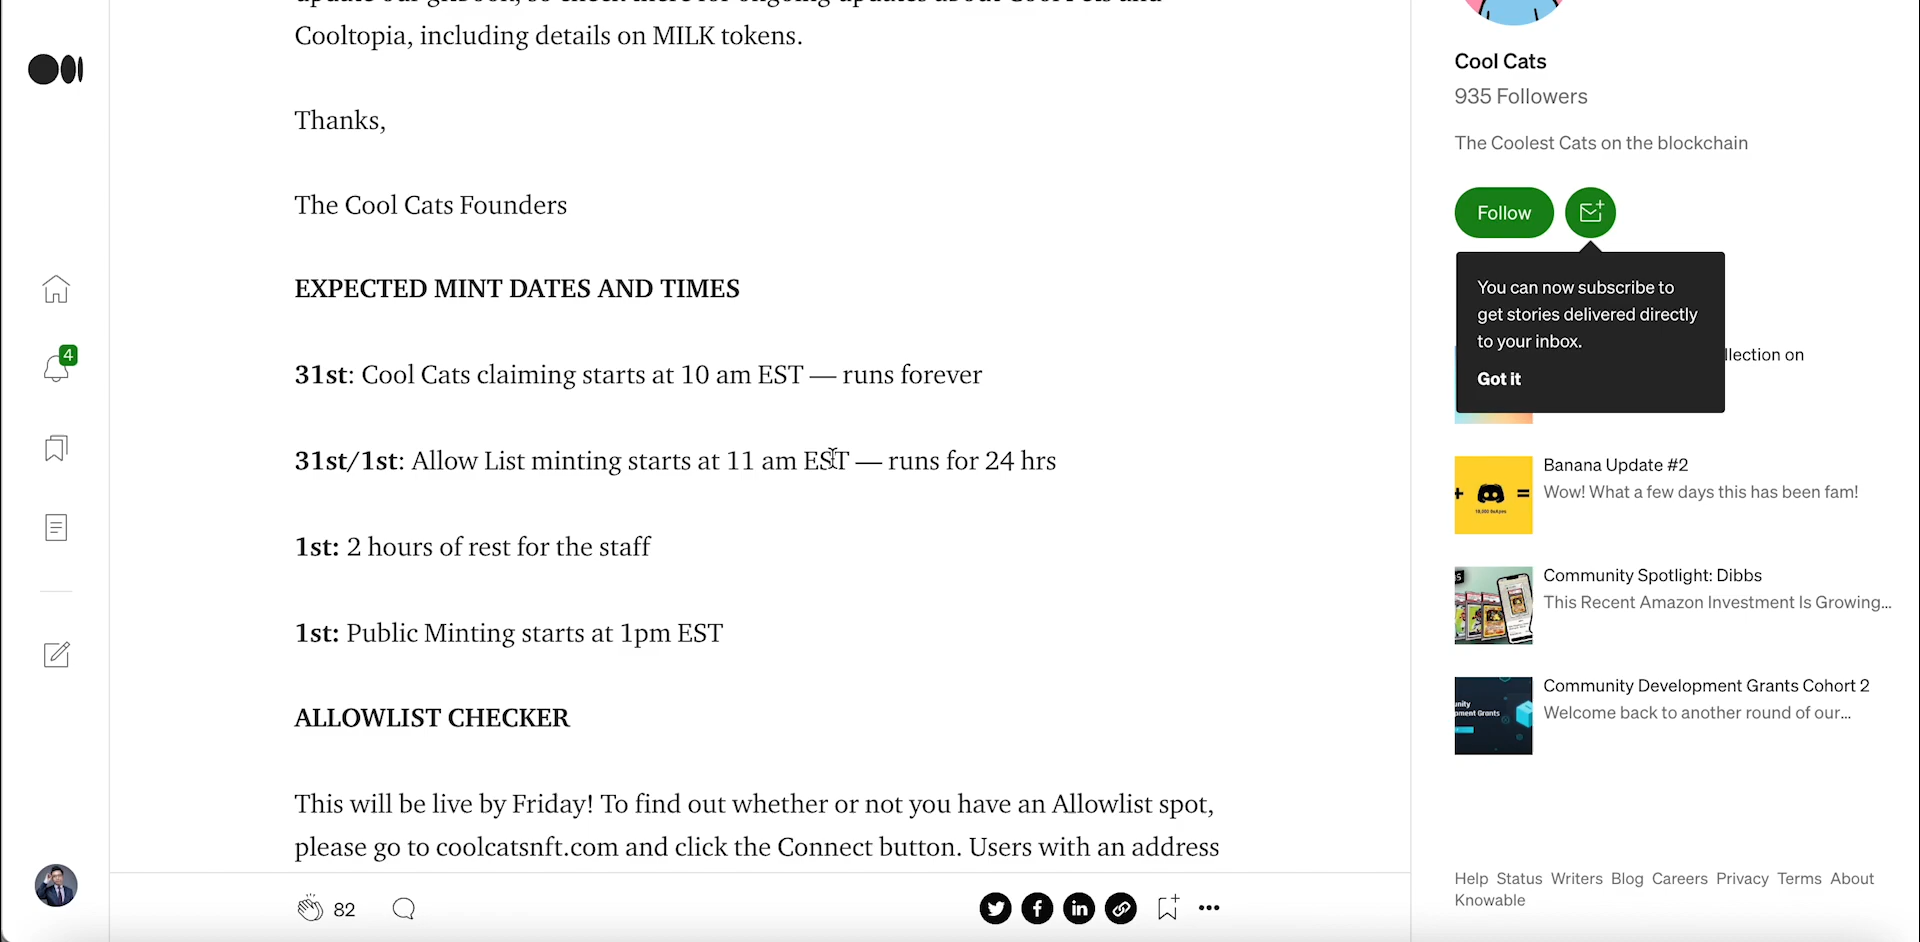 Cooltopia, including details on MILK tokens.
Thanks,
The Cool Cats Founders
EXPECTED MINT DATES AND TIMES
31st: Cool Cats claiming starts at 10 am EST — runs forever
31st/1st: Allow List minting starts at 11 am EST — runs for 24 hrs
1st: 2 hours of rest for the staff
1st: Public Minting starts at 1pm EST
ALLOWLIST CHECKER
This will be live by Friday! To find out whether or not you have an Allowlist spot,
please go to coolcatsnft.com and click the Connect button. Users with an address
4
82
Cool Cats
935 Followers
The Coolest Cats on the blockchain
Follow
You can now subscribe to
get stories delivered directly
to your inbox.
Got it
llection on
Banana Update #2
Wow! What a few days this has been fam!
Community Spotlight: Dibbs
This Recent Amazon Investment Is Growing...
Community Development Grants Cohort 2
Welcome back to another round of our...
Help Status Writers Blog Careers Privacy Terms About
Knowable